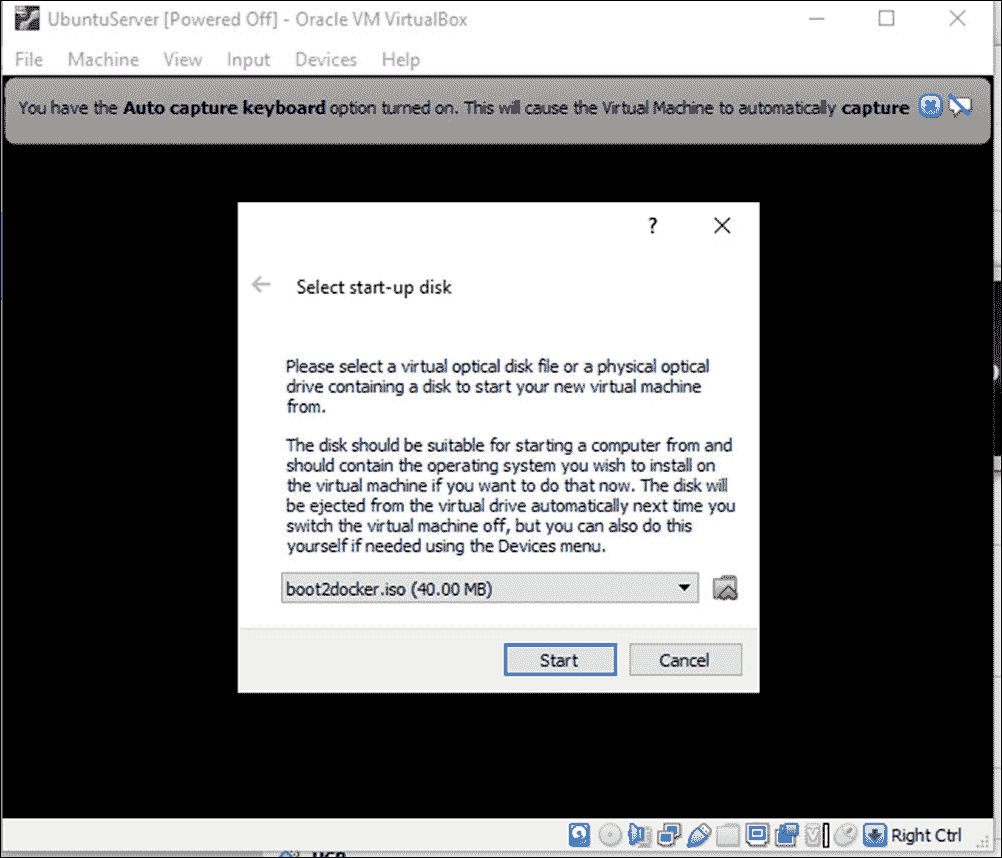 UbuntuServer [Powered Off] - Oracle VM VirtualBox
File Machine View Input Devices Help
You have the Auto capture keyboard option turned on. This will cause the Virtual Machine to automatically capture
?
Select start-up disk
Please select a virtual optical disk file or a physical optical
drive containing a disk to start your new virtual machine
from.
The disk should be suitable for starting a computer from and
should contain the operating system you wish to install on
the virtual machine if you want to do that now. The disk will
be ejected from the virtual drive automatically next time you
switch the virtual machine off, but you can also do this
yourself if needed using the Devices menu.
boot2docker.iso (40.00 MB)
Start Cancel
Right Ctrl